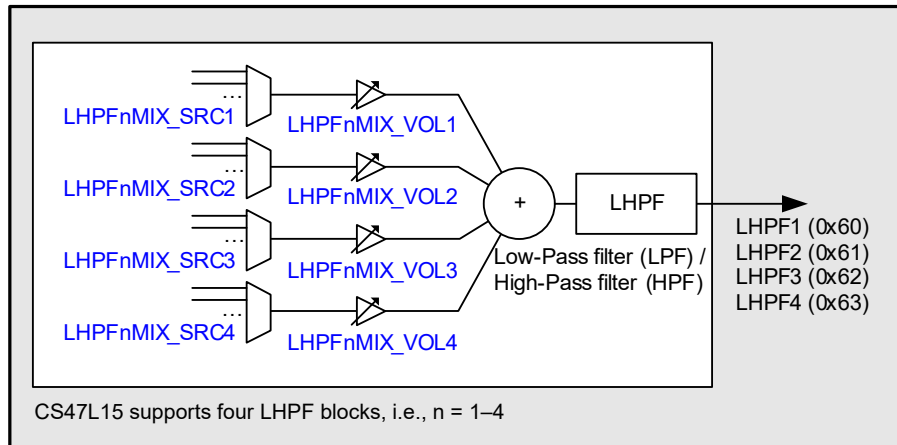 ...
LHPFnMIX_SRC1
LHPFnMIX_VOL1
...
LHPFnMIX_SRC2
LHPFnMIX_VOL2
...
LHPFnMIX_SRC3
LHPFnMIX_VOL3
...
LHPFnMIX_SRC4
LHPFnMIX_VOL4
+
LHPF
Low-Pass filter (LPF) /
High-Pass filter (HPF)
LHPF1 (0x60)
LHPF2 (0x61)
LHPF3 (0x62)
LHPF4 (0x63)
CS47L15 supports four LHPF blocks, i.e., n = 1–4